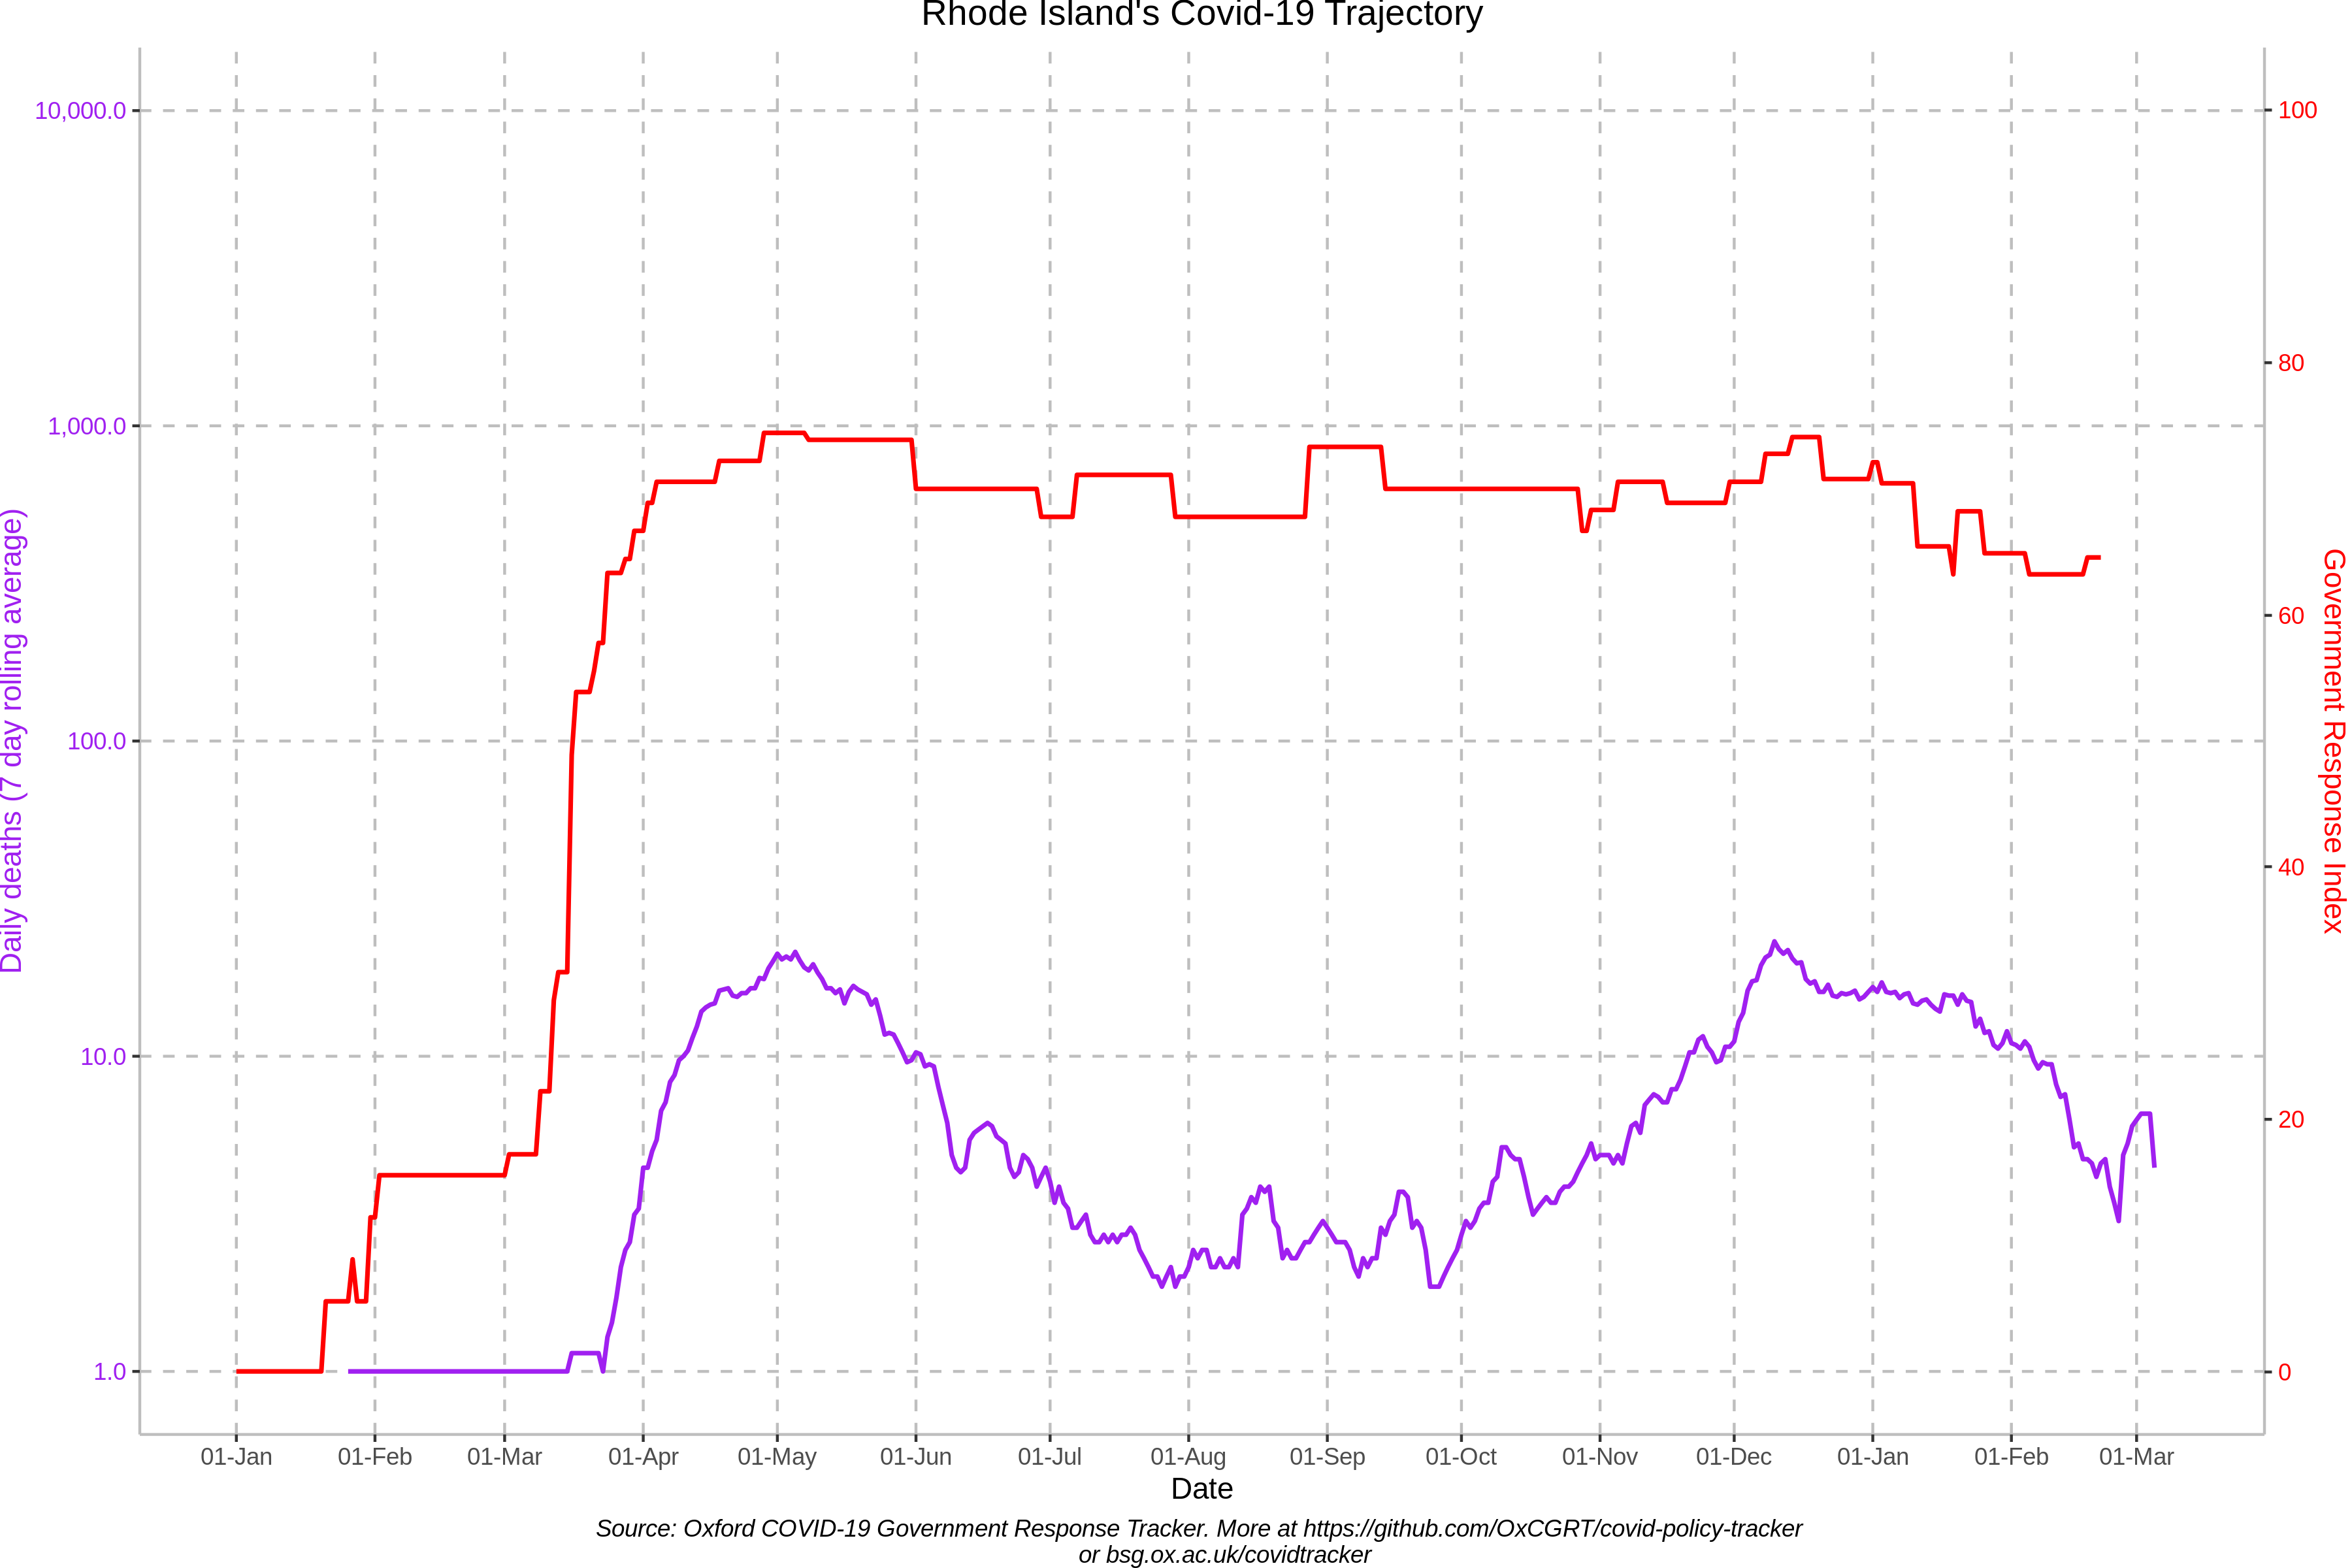 Rhode Island's Covid-19 Trajectory
10,000.0
1,000.0
100.0
10.0
1.0
Daily deaths (7 day rolling average)
100
80
60
40
20
0
Government Response Index
01-Jan 01-Feb 01-Mar 01-Apr 01-May 01-Jun 01-Jul 01-Aug 01-Sep 01-Oct 01-Nov 01-Dec 01-Jan 01-Feb 01-Mar
Date
Source: Oxford COVID-19 Government Response Tracker. More at https://github.com/OxCGRT/covid-policy-tracker
or bsg.ox.ac.uk/covidtracker